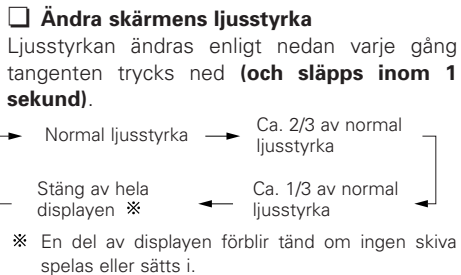 ❏ Ändra skärmens ljusstyrka
Ljusstyrkan ändras enligt nedan varje gång
tangenten trycks ned (och släpps inom 1
sekund).
Normal ljusstyrka
Ca. 2/3 av normal
ljusstyrka
Ca. 1/3 av normal
ljusstyrka
Stäng av hela
displayen ※
※ En del av displayen förblir tänd om ingen skiva
spelas eller sätts i.